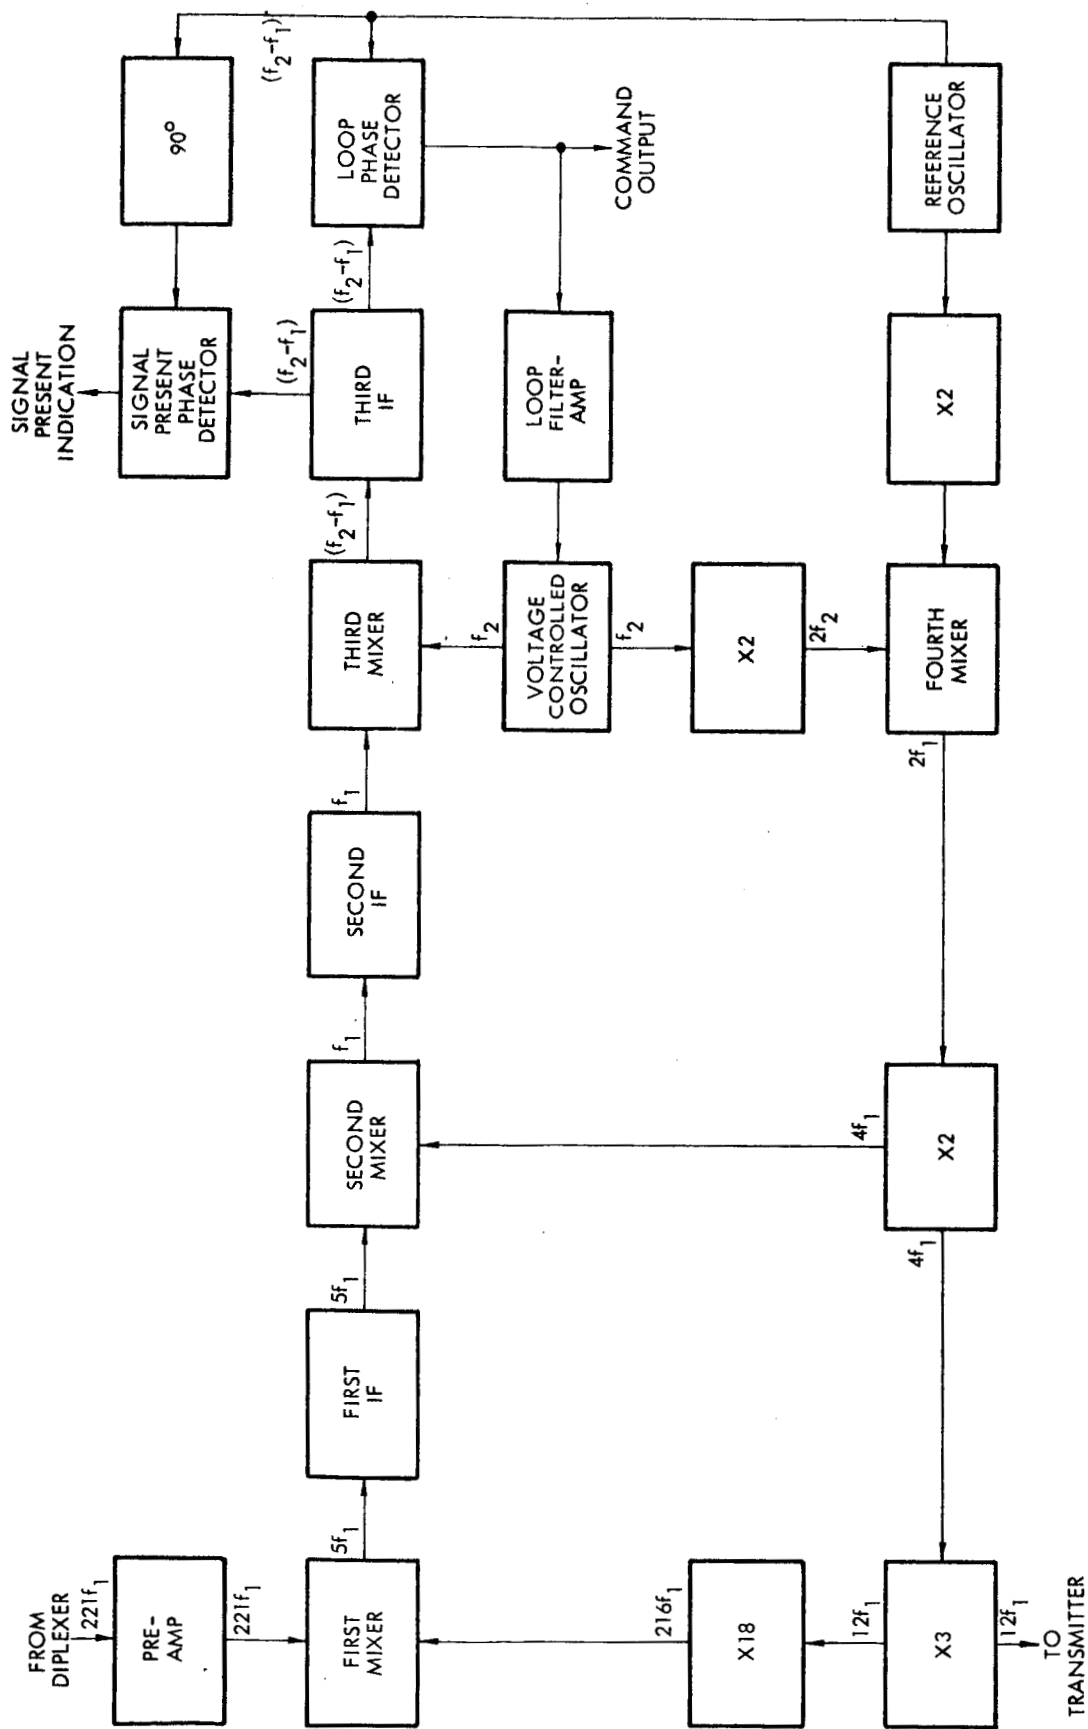 FROM
DIPLEXER
221f1
PRE-
AMP
221f1
FIRST
MIXER
5f1
FIRST
IF
5f1
SECOND
MIXER
f1
SECOND
IF
f1
THIRD
MIXER
(f2-f1)
THIRD
IF
(f2-f1)
(f2-f1)
SIGNAL
PRESENT
PHASE
DETECTOR
SIGNAL
PRESENT
INDICATION
90°
(f2-f1)
LOOP
PHASE
DETECTOR
COMMAND
OUTPUT
LOOP
FILTER-
AMP
f2
VOLTAGE
CONTROLLED
OSCILLATOR
f2
X2
2f2
REFERENCE
OSCILLATOR
X2
FOURTH
MIXER
2f1
4f1
X2
4f1
216f1
X18
12f1
X3
12f1
TO
TRANSMITTER